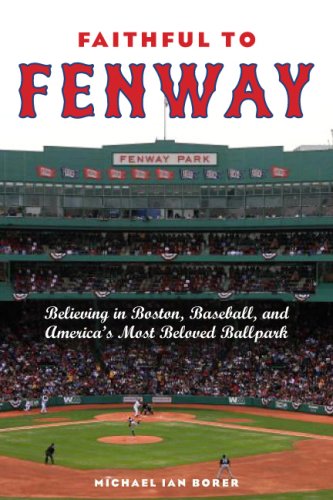 FAITHFUL TO
FENWAY
FENWAY PARK
Believing in Boston, Baseball, and
America's Most Beloved Ballpark
MICHAEL IAN BORER